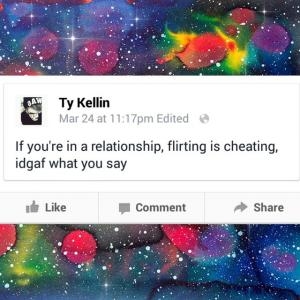 Ty Kellin
Mar 24 at 11:17pm Edited
If you're in a relationship, flirting is cheating,
idgaf what you say
Like
Comment
Share